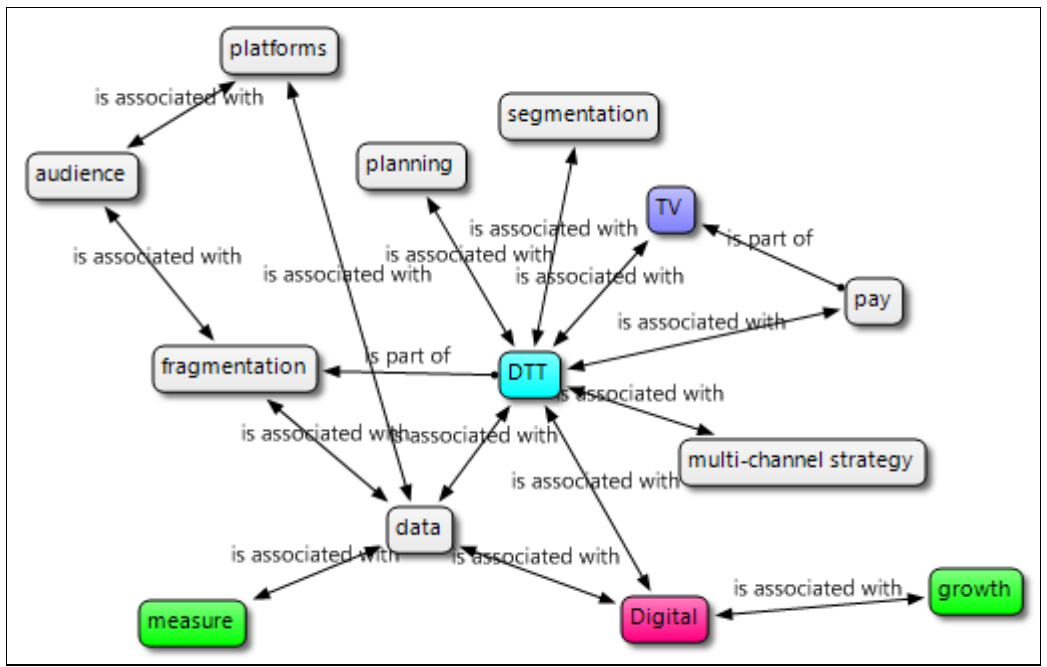 platforms
is associated with
segmentation
planning
audience
TV
is associated with
is part of
is associated with
is associated with
is associated with
is associated with
pay
is associated with
is part of
fragmentation
DTT
is associated with
is associated with
is associated with
multi-channel strategy
is associated with
data
is associated with
is associated with
is associated with
growth
measure
Digital